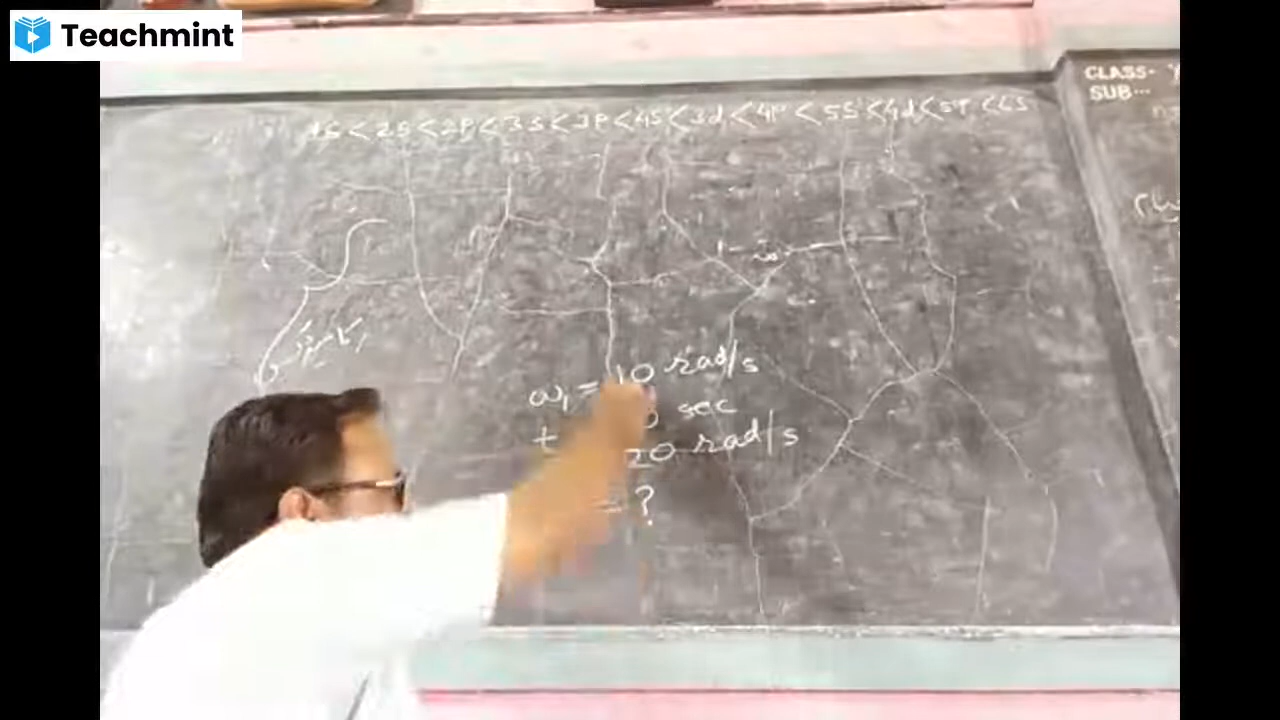 Teachmint
CLASS-
SUB...
1S < 2S < 2P < 3S < 3P < 4S < 3d < 4P < 5S < 4d < 5P < 6S
ω₁ = 10 rad/s
t sec
20 rad/s
= ?